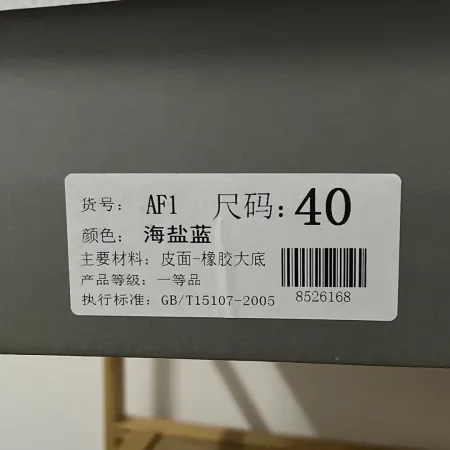 货号： AF1 尺码: 40
颜色： 海盐蓝
主要材料： 皮面-橡胶大底
产品等级： 一等品
执行标准： GB/T15107-2005
8526168